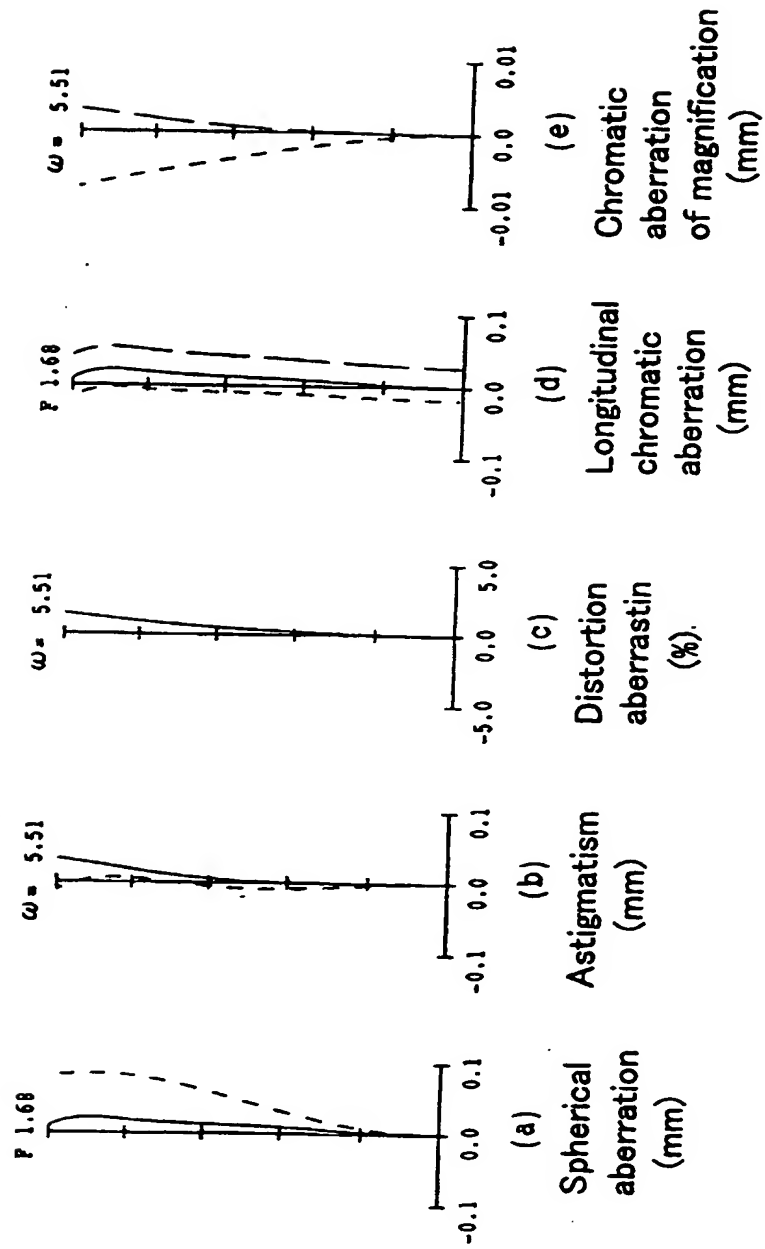 F 1.68
-0.1 0.0 0.1
(a)
Spherical
aberration
(mm)
ω= 5.51
-0.1 0.0 0.1
(b)
Astigmatism
(mm)
ω= 5.51
-5.0 0.0 5.0
(c)
Distortion
aberrastin
(%).
F 1.68
-0.1 0.0 0.1
(d)
Longitudinal
chromatic
aberration
(mm)
ω= 5.51
-0.01 0.0 0.01
(e)
Chromatic
aberration
of magnification
(mm)